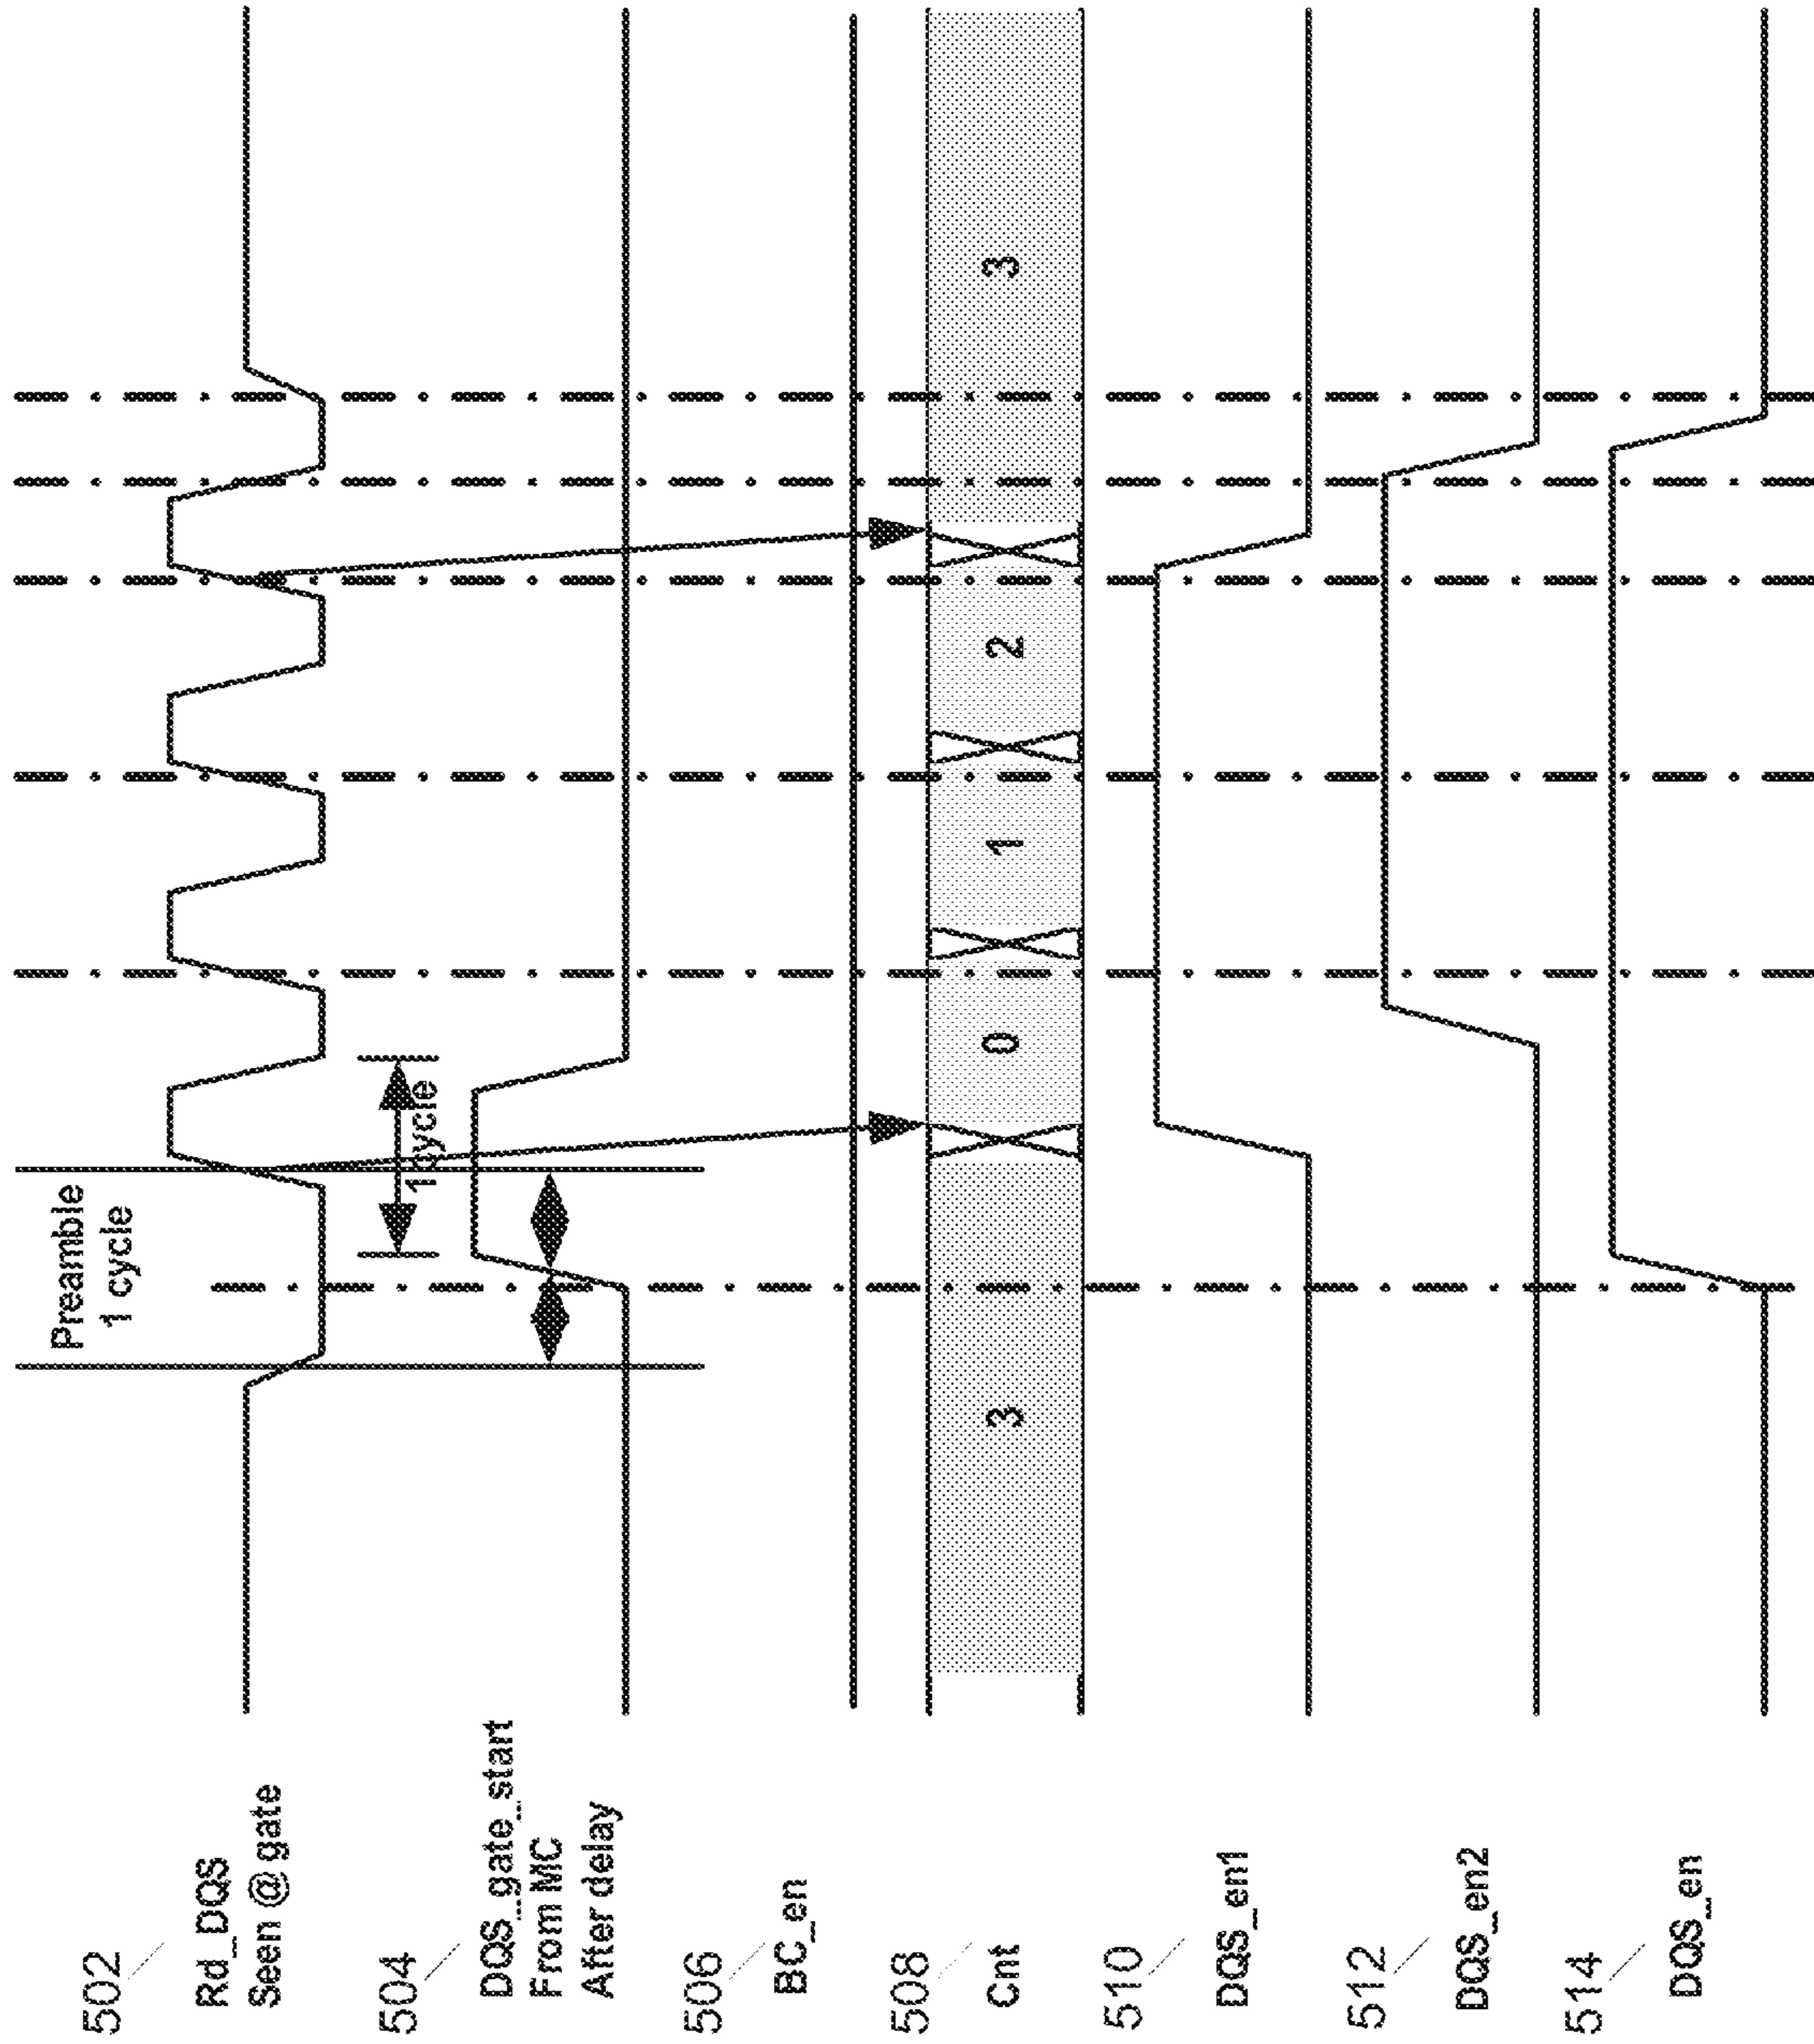 Preamble
1 cycle
1 cycle
502
Rd_DQS
Seen @ gate
504
DQS_gate_start
From MC
After delay
506
BC_en
508
Cnt
3
0
1
2
3
510
DQS_en1
512
DQS_en2
514
DQS_en